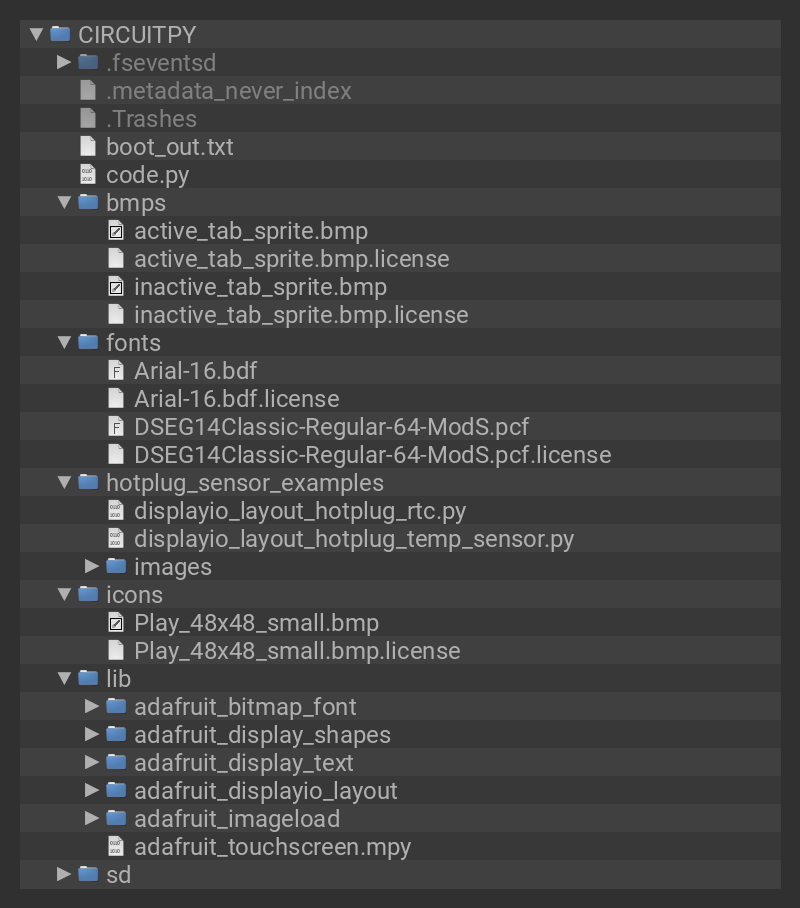 CIRCUITPY
.fseventsd
.metadata_never_index
.Trashes
boot_out.txt
code.py
bmps
active_tab_sprite.bmp
active_tab_sprite.bmp.license
inactive_tab_sprite.bmp
inactive_tab_sprite.bmp.license
fonts
Arial-16.bdf
Arial-16.bdf.license
DSEG14Classic-Regular-64-ModS.pcf
DSEG14Classic-Regular-64-ModS.pcf.license
hotplug_sensor_examples
displayio_layout_hotplug_rtc.py
displayio_layout_hotplug_temp_sensor.py
images
icons
Play_48x48_small.bmp
Play_48x48_small.bmp.license
lib
adafruit_bitmap_font
adafruit_display_shapes
adafruit_display_text
adafruit_displayio_layout
adafruit_imageload
adafruit_touchscreen.mpy
sd